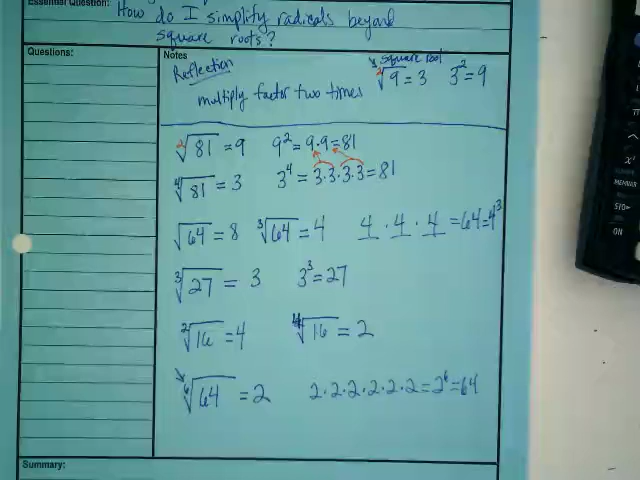 Essential Question: How do I simplify radicals beyond
square roots?
Questions:
Notes
Reflection
square root
²√9 = 3 3² = 9
multiply factor two times
²√81 = 9 9² = 9·9 = 81
⁴√81 = 3 3⁴ = 3·3·3·3 = 81
√64 = 8 ³√64 = 4 4 · 4 · 4 = 64 = 4³
³√27 = 3 3³ = 27
²√16 = 4 ⁴√16 = 2
⁶√64 = 2 2·2·2·2·2·2 = 2⁶ = 64
Summary:
ON